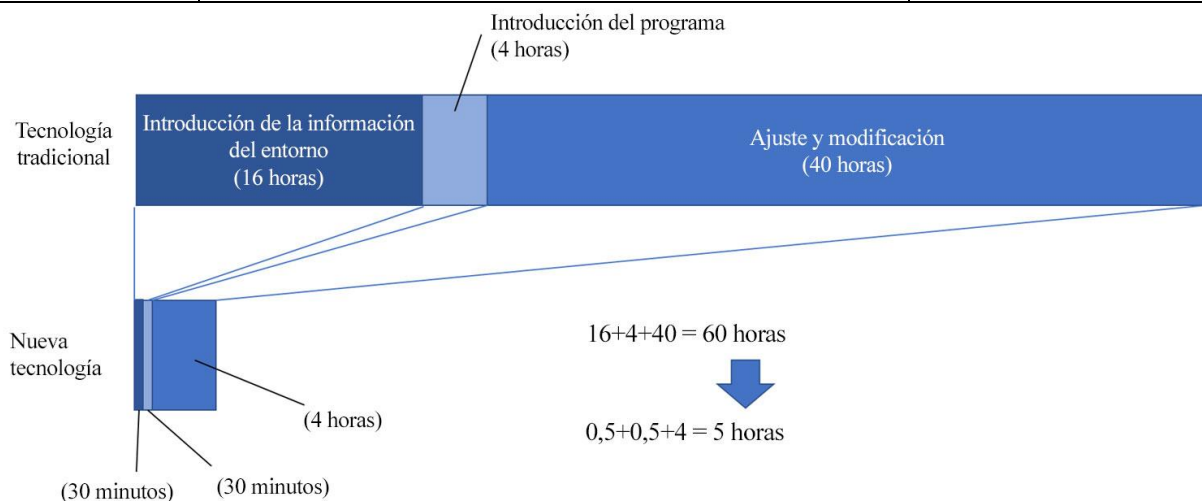 Introducción del programa
(4 horas)
Tecnología
tradicional
Introducción de la información
del entorno
(16 horas)
Ajuste y modificación
(40 horas)
Nueva
tecnología
(4 horas)
(30 minutos)
(30 minutos)
16+4+40 = 60 horas
0,5+0,5+4 = 5 horas